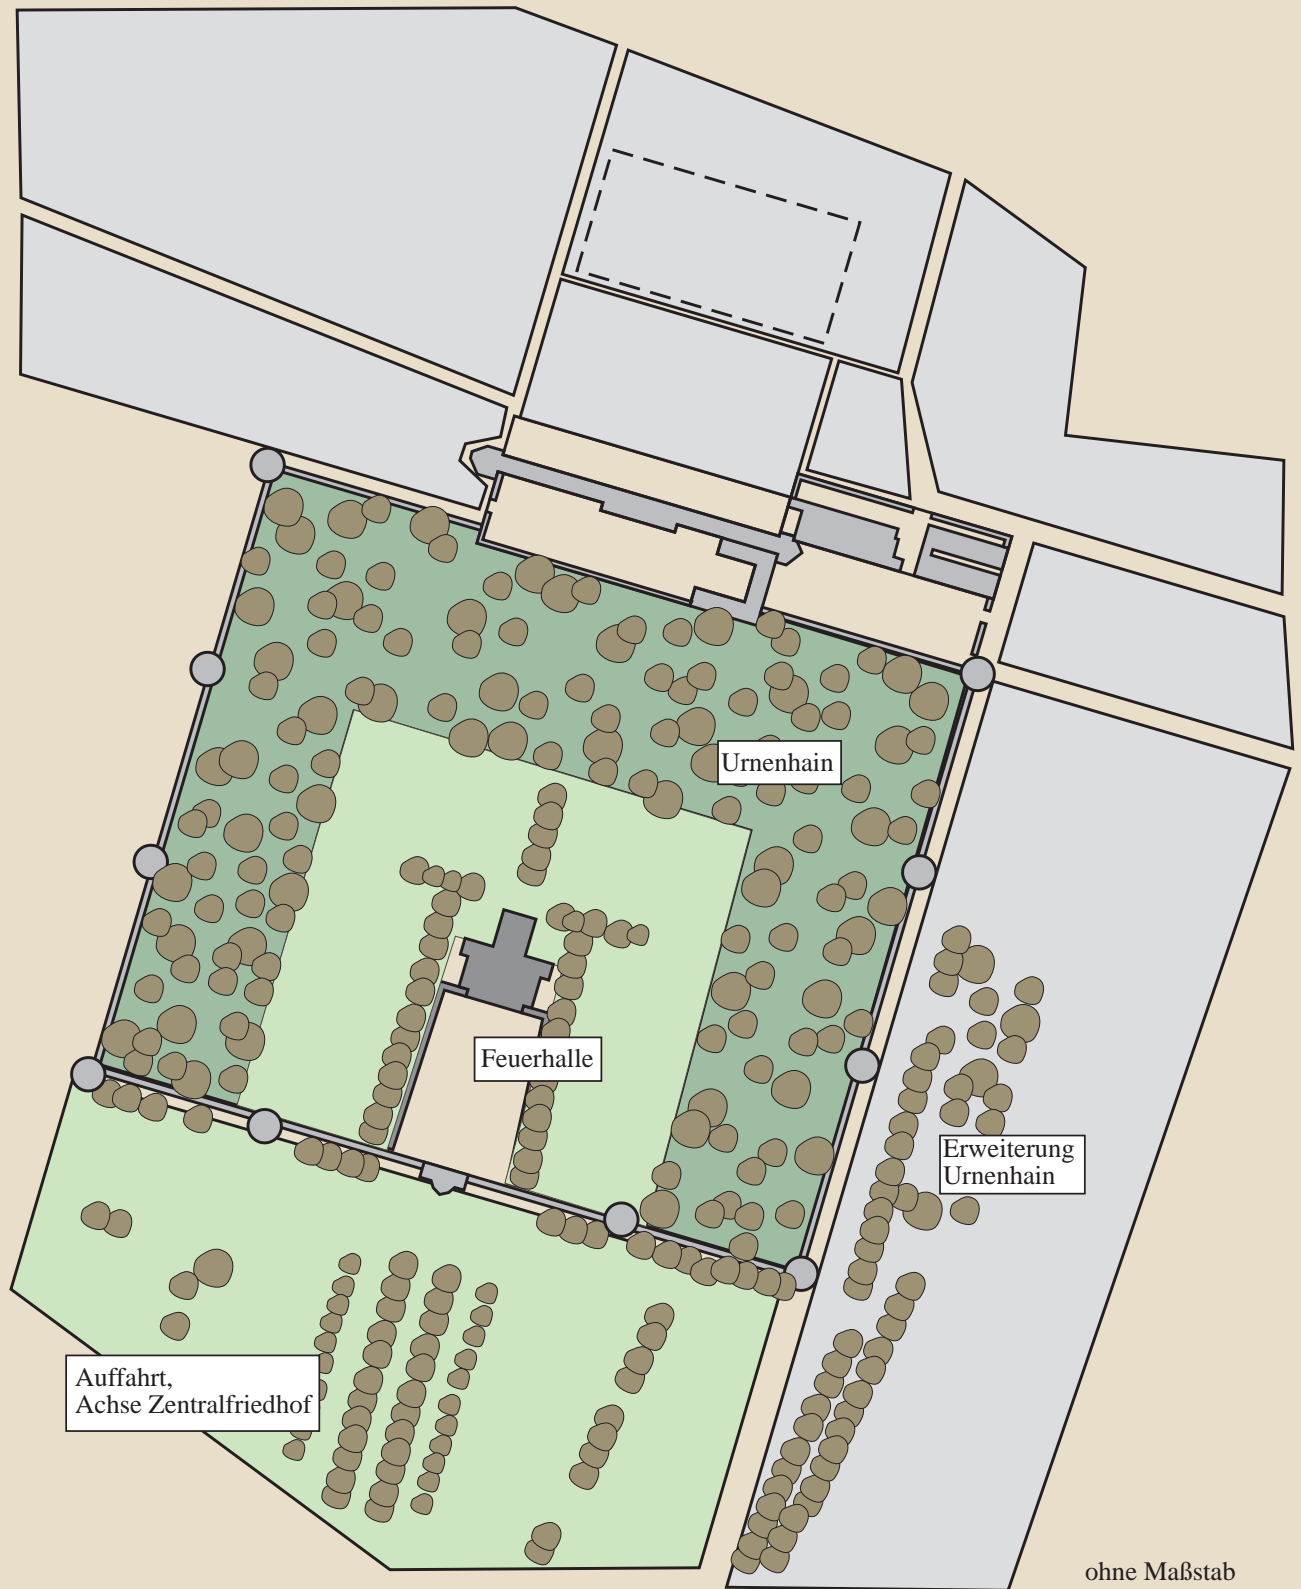 Urnenhain
Feuerhalle
Erweiterung
Urnenhain
Auffahrt,
Achse Zentralfriedhof
ohne Maßstab